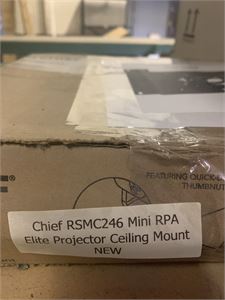 FEATURING QUICK-
THUMBNUT
Chief RSMC246 Mini RPA
Elite Projector Ceiling Mount
NEW